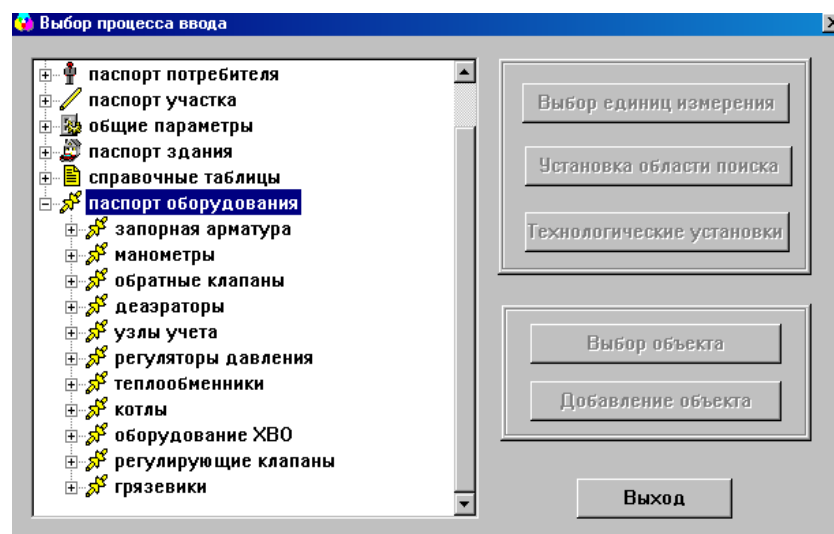 Выбор процесса ввода
паспорт потребителя
паспорт участка
общие параметры
паспорт здания
справочные таблицы
паспорт оборудования
запорная арматура
манометры
обратные клапаны
деаэраторы
узлы учета
регуляторы давления
теплообменники
котлы
оборудование ХВО
регулирующие клапаны
грязевики
Выбор единиц измерения
Установка области поиска
Технологические установки
Выбор объекта
Добавление объекта
Выход